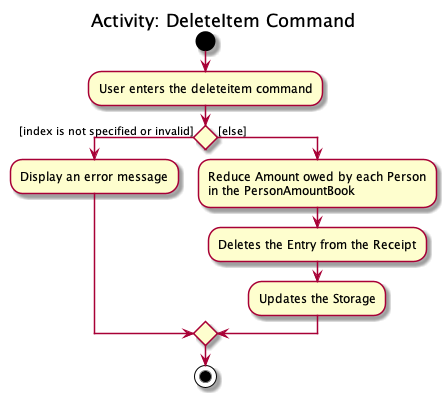 Activity: DeleteItem Command
User enters the deleteitem command
[index is not specified or invalid]
[else]
Display an error message
Reduce Amount owed by each Person
in the PersonAmountBook
Deletes the Entry from the Receipt
Updates the Storage